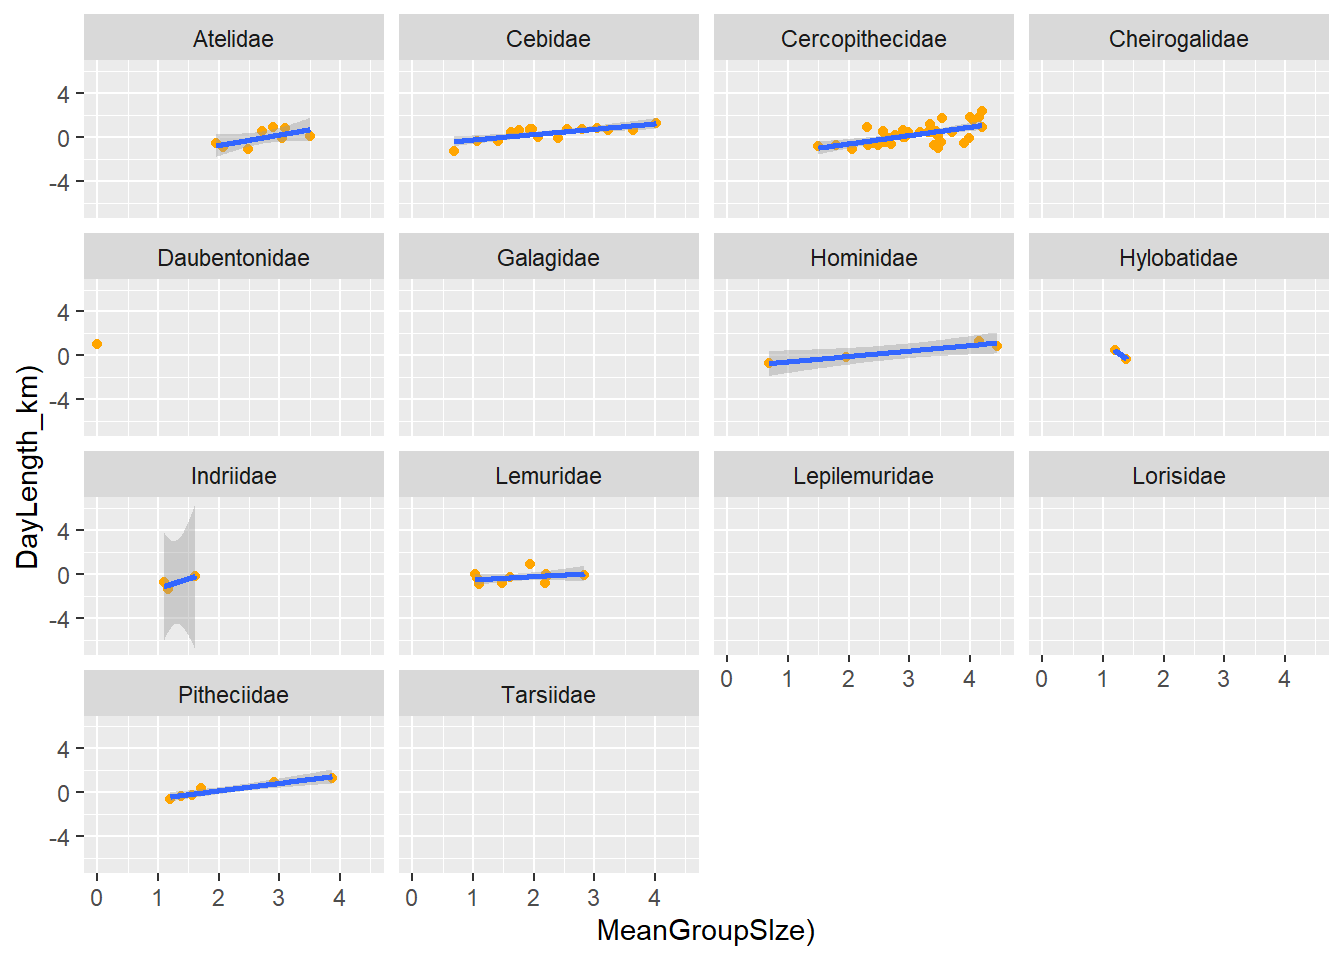 Atelidae Cebidae Cercopithecidae Cheirogalidae
4
0
-4
Daubentonidae Galagidae Hominidae Hylobatidae
4
0
-4
DayLength_km)
Indriidae Lemuridae Lepilemuridae Lorisidae
4
0
-4
0 1 2 3 4 0 1 2 3 4
Pitheciidae Tarsiidae
4
0
-4
0 1 2 3 4 0 1 2 3 4
MeanGroupSIze)